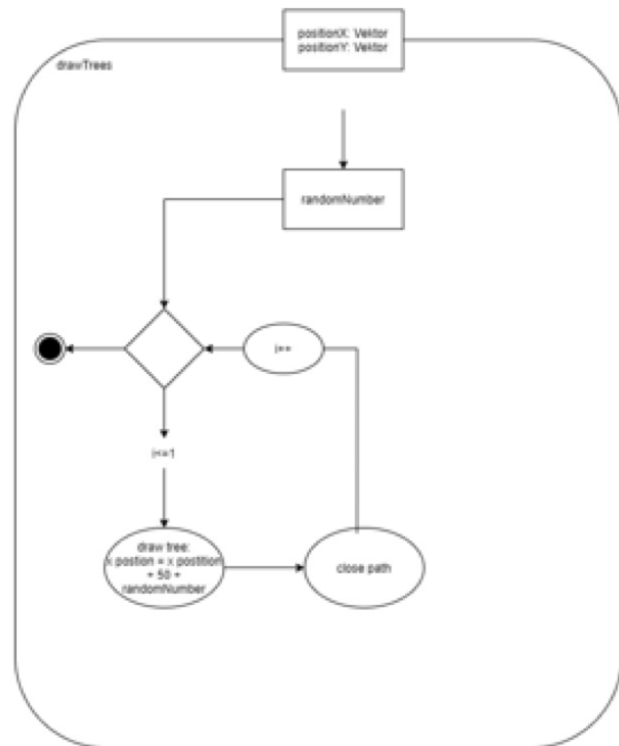 positionX: Vektor
positionY: Vektor
drawTrees
randomNumber
i<=1
draw tree:
x postion = x postition
+ 50 +
randomNumber
close path